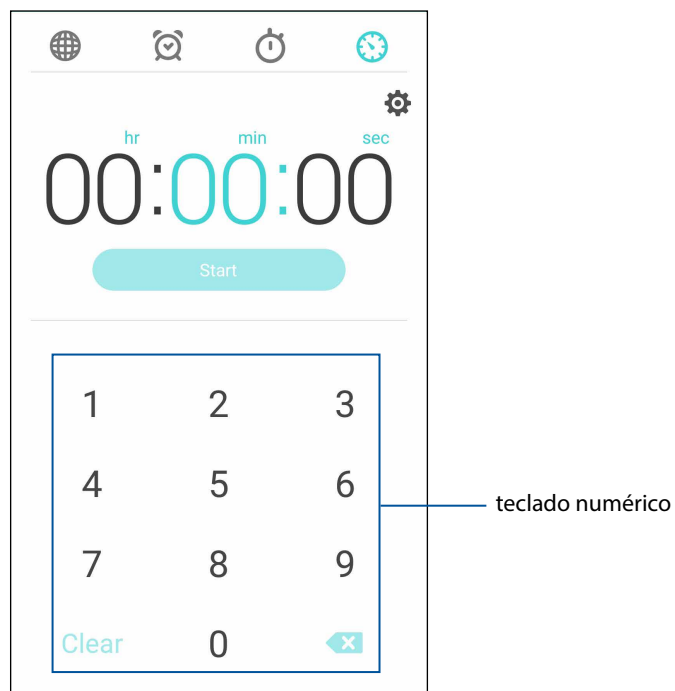 hr min sec
00:00:00
Start
1 2 3
4 5 6
teclado numérico
7 8 9
Clear 0